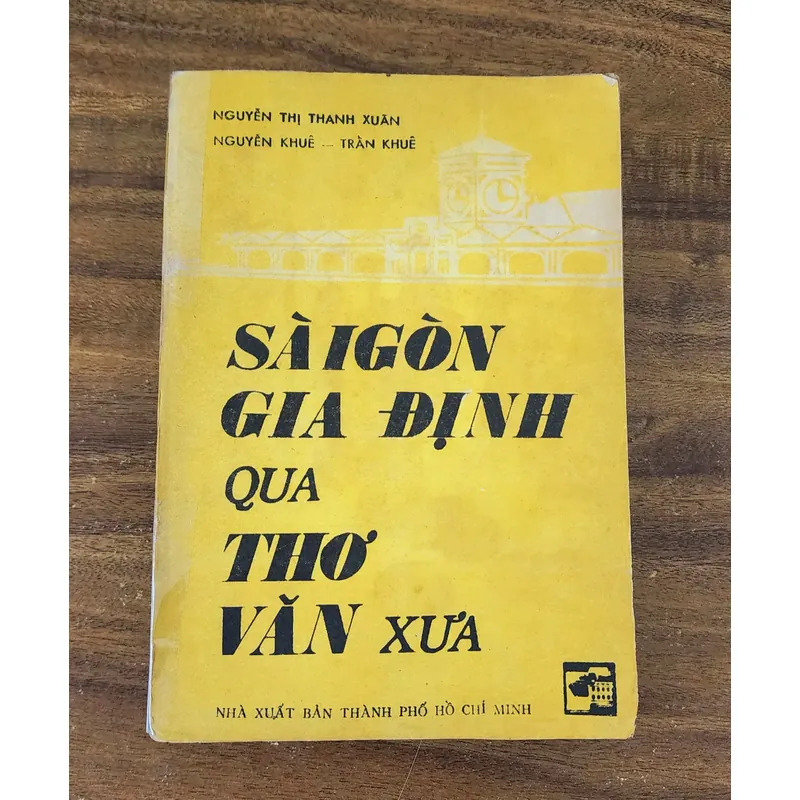 NGUYỄN THỊ THANH XUÂN
NGUYỄN KHUÊ — TRẦN KHUÊ
SÀIGÒN
GIA ĐỊNH
QUA
THƠ
VĂN XƯA
NHÀ XUẤT BẢN THÀNH PHỐ HỒ CHÍ MINH